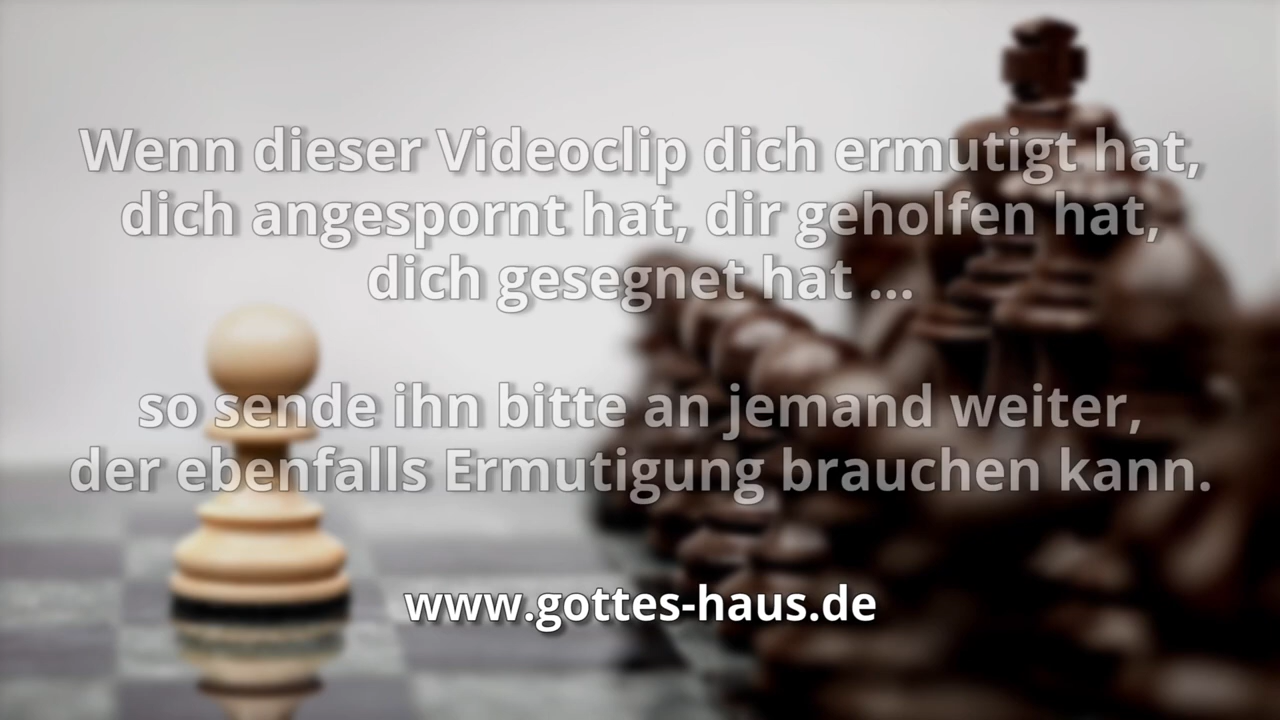 Wenn dieser Videoclip dich ermutigt hat,
dich angespornt hat, dir geholfen hat,
dich gesegnet hat ...
so sende ihn bitte an jemand weiter,
der ebenfalls Ermutigung brauchen kann.
www.gottes-haus.de